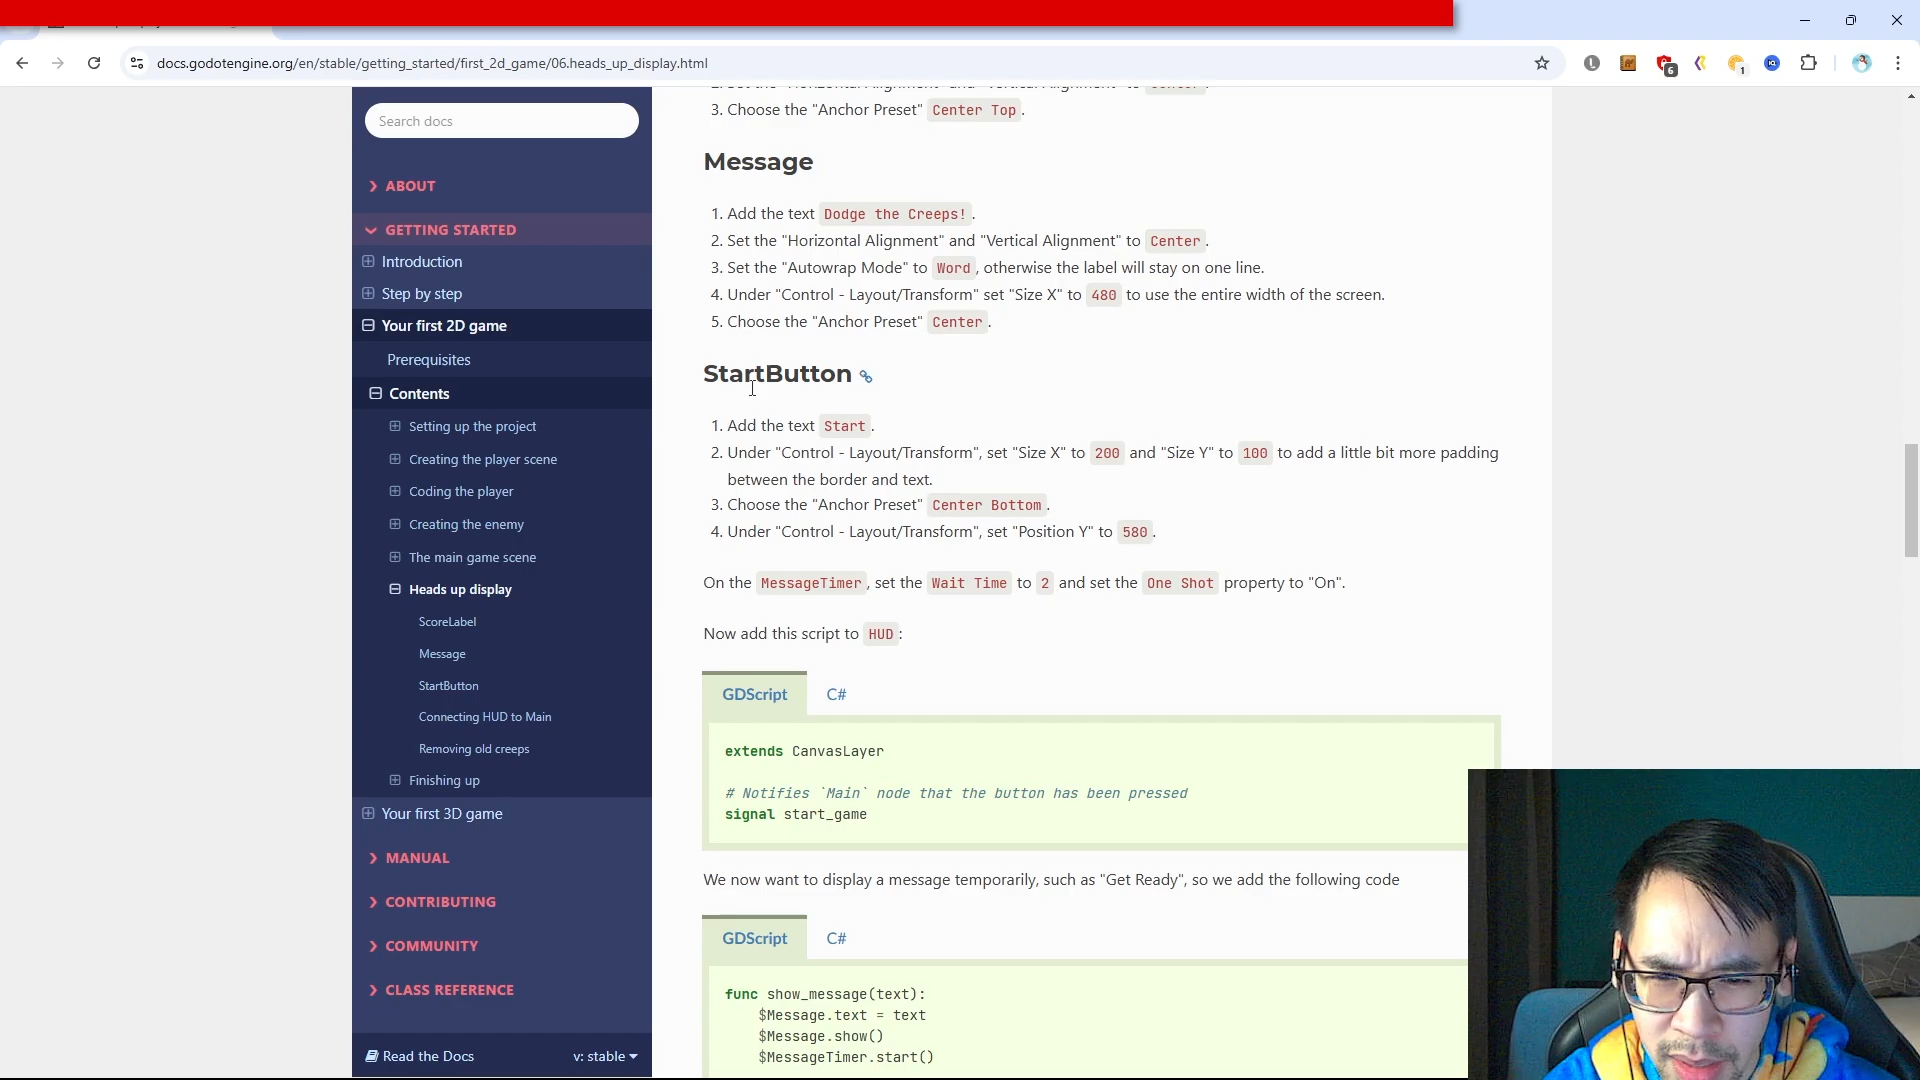 docs.godotengine.org/en/stable/getting_started/first_2d_game/06.heads_up_display.html
6
1
Search docs
ABOUT
GETTING STARTED
Introduction
Step by step
Your first 2D game
Prerequisites
Contents
Setting up the project
Creating the player scene
Coding the player
Creating the enemy
The main game scene
Heads up display
ScoreLabel
Message
StartButton
Connecting HUD to Main
Removing old creeps
Finishing up
Your first 3D game
MANUAL
CONTRIBUTING
COMMUNITY
CLASS REFERENCE
Read the Docs
v: stable
3. Choose the "Anchor Preset" Center Top.
Message
1. Add the text Dodge the Creeps!.
2. Set the "Horizontal Alignment" and "Vertical Alignment" to Center.
3. Set the "Autowrap Mode" to Word, otherwise the label will stay on one line.
4. Under "Control - Layout/Transform" set "Size X" to 480 to use the entire width of the screen.
5. Choose the "Anchor Preset" Center.
StartButton
1. Add the text Start.
2. Under "Control - Layout/Transform", set "Size X" to 200 and "Size Y" to 100 to add a little bit more padding
between the border and text.
3. Choose the "Anchor Preset" Center Bottom.
4. Under "Control - Layout/Transform", set "Position Y" to 580.
On the MessageTimer, set the Wait Time to 2 and set the One Shot property to "On".
Now add this script to HUD:
GDScript C#
extends CanvasLayer
# Notifies `Main` node that the button has been pressed
signal start_game
We now want to display a message temporarily, such as "Get Ready", so we add the following code
GDScript C#
func show_message(text):
$Message.text = text
$Message.show()
$MessageTimer.start()